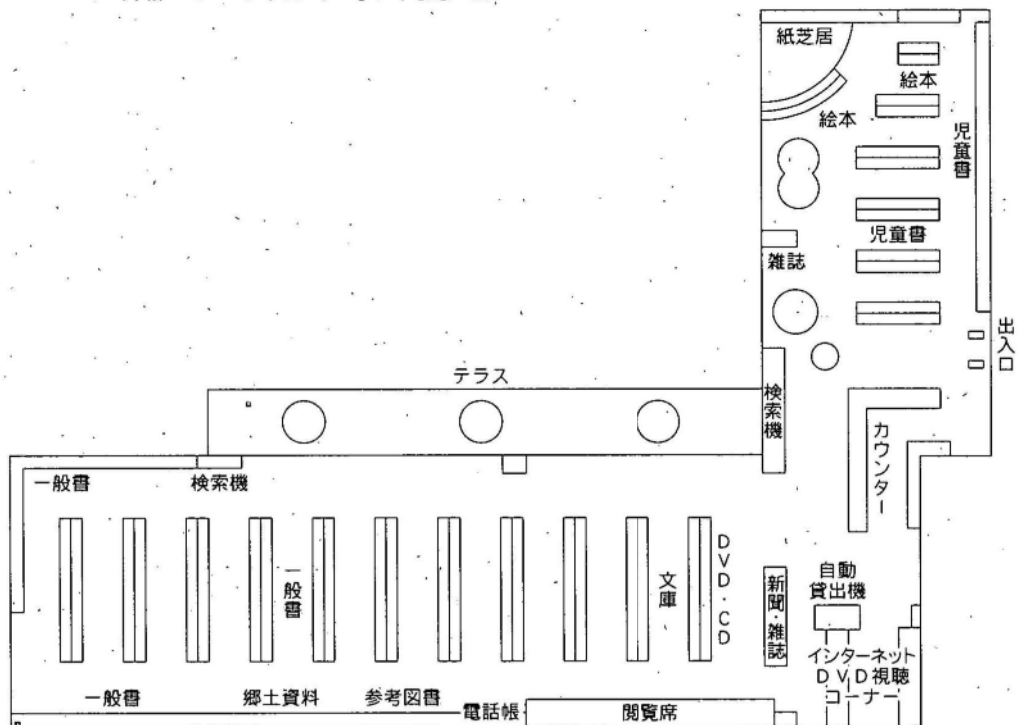 紙芝居
絵本
絵本
児童書
児童書
雑誌
出入口
テラス
検索機
カウンター
一般書
検索機
一般書
文庫
DVD・CD
新聞・雑誌
自動
貸出機
インターネット
DVD視聴
コーナー
一般書
郷土資料
参考図書
電話帳
閲覧席